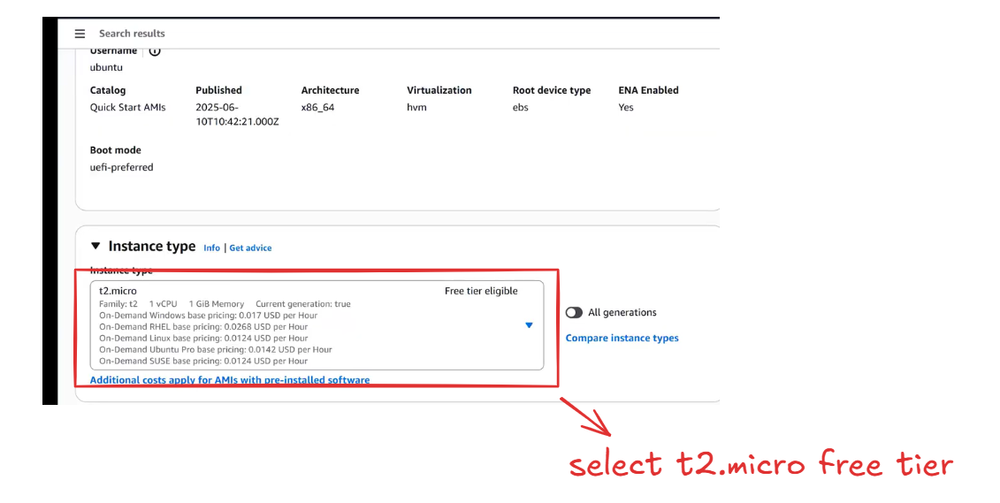 Search results
Username
ubuntu
Catalog Published Architecture Virtualization Root device type ENA Enabled
Quick Start AMIs 2025-06- x86_64 hvm ebs Yes
10T10:42:21.000Z
Boot mode
uefi-preferred
Instance type Info | Get advice
Instance type
t2.micro Free tier eligible
Family: t2 1 vCPU 1 GiB Memory Current generation: true
On-Demand Windows base pricing: 0.017 USD per Hour
On-Demand RHEL base pricing: 0.0268 USD per Hour
On-Demand Linux base pricing: 0.0124 USD per Hour
On-Demand Ubuntu Pro base pricing: 0.0142 USD per Hour
On-Demand SUSE base pricing: 0.0124 USD per Hour
All generations
Compare instance types
Additional costs apply for AMIs with pre-installed software
select t2.micro free tier